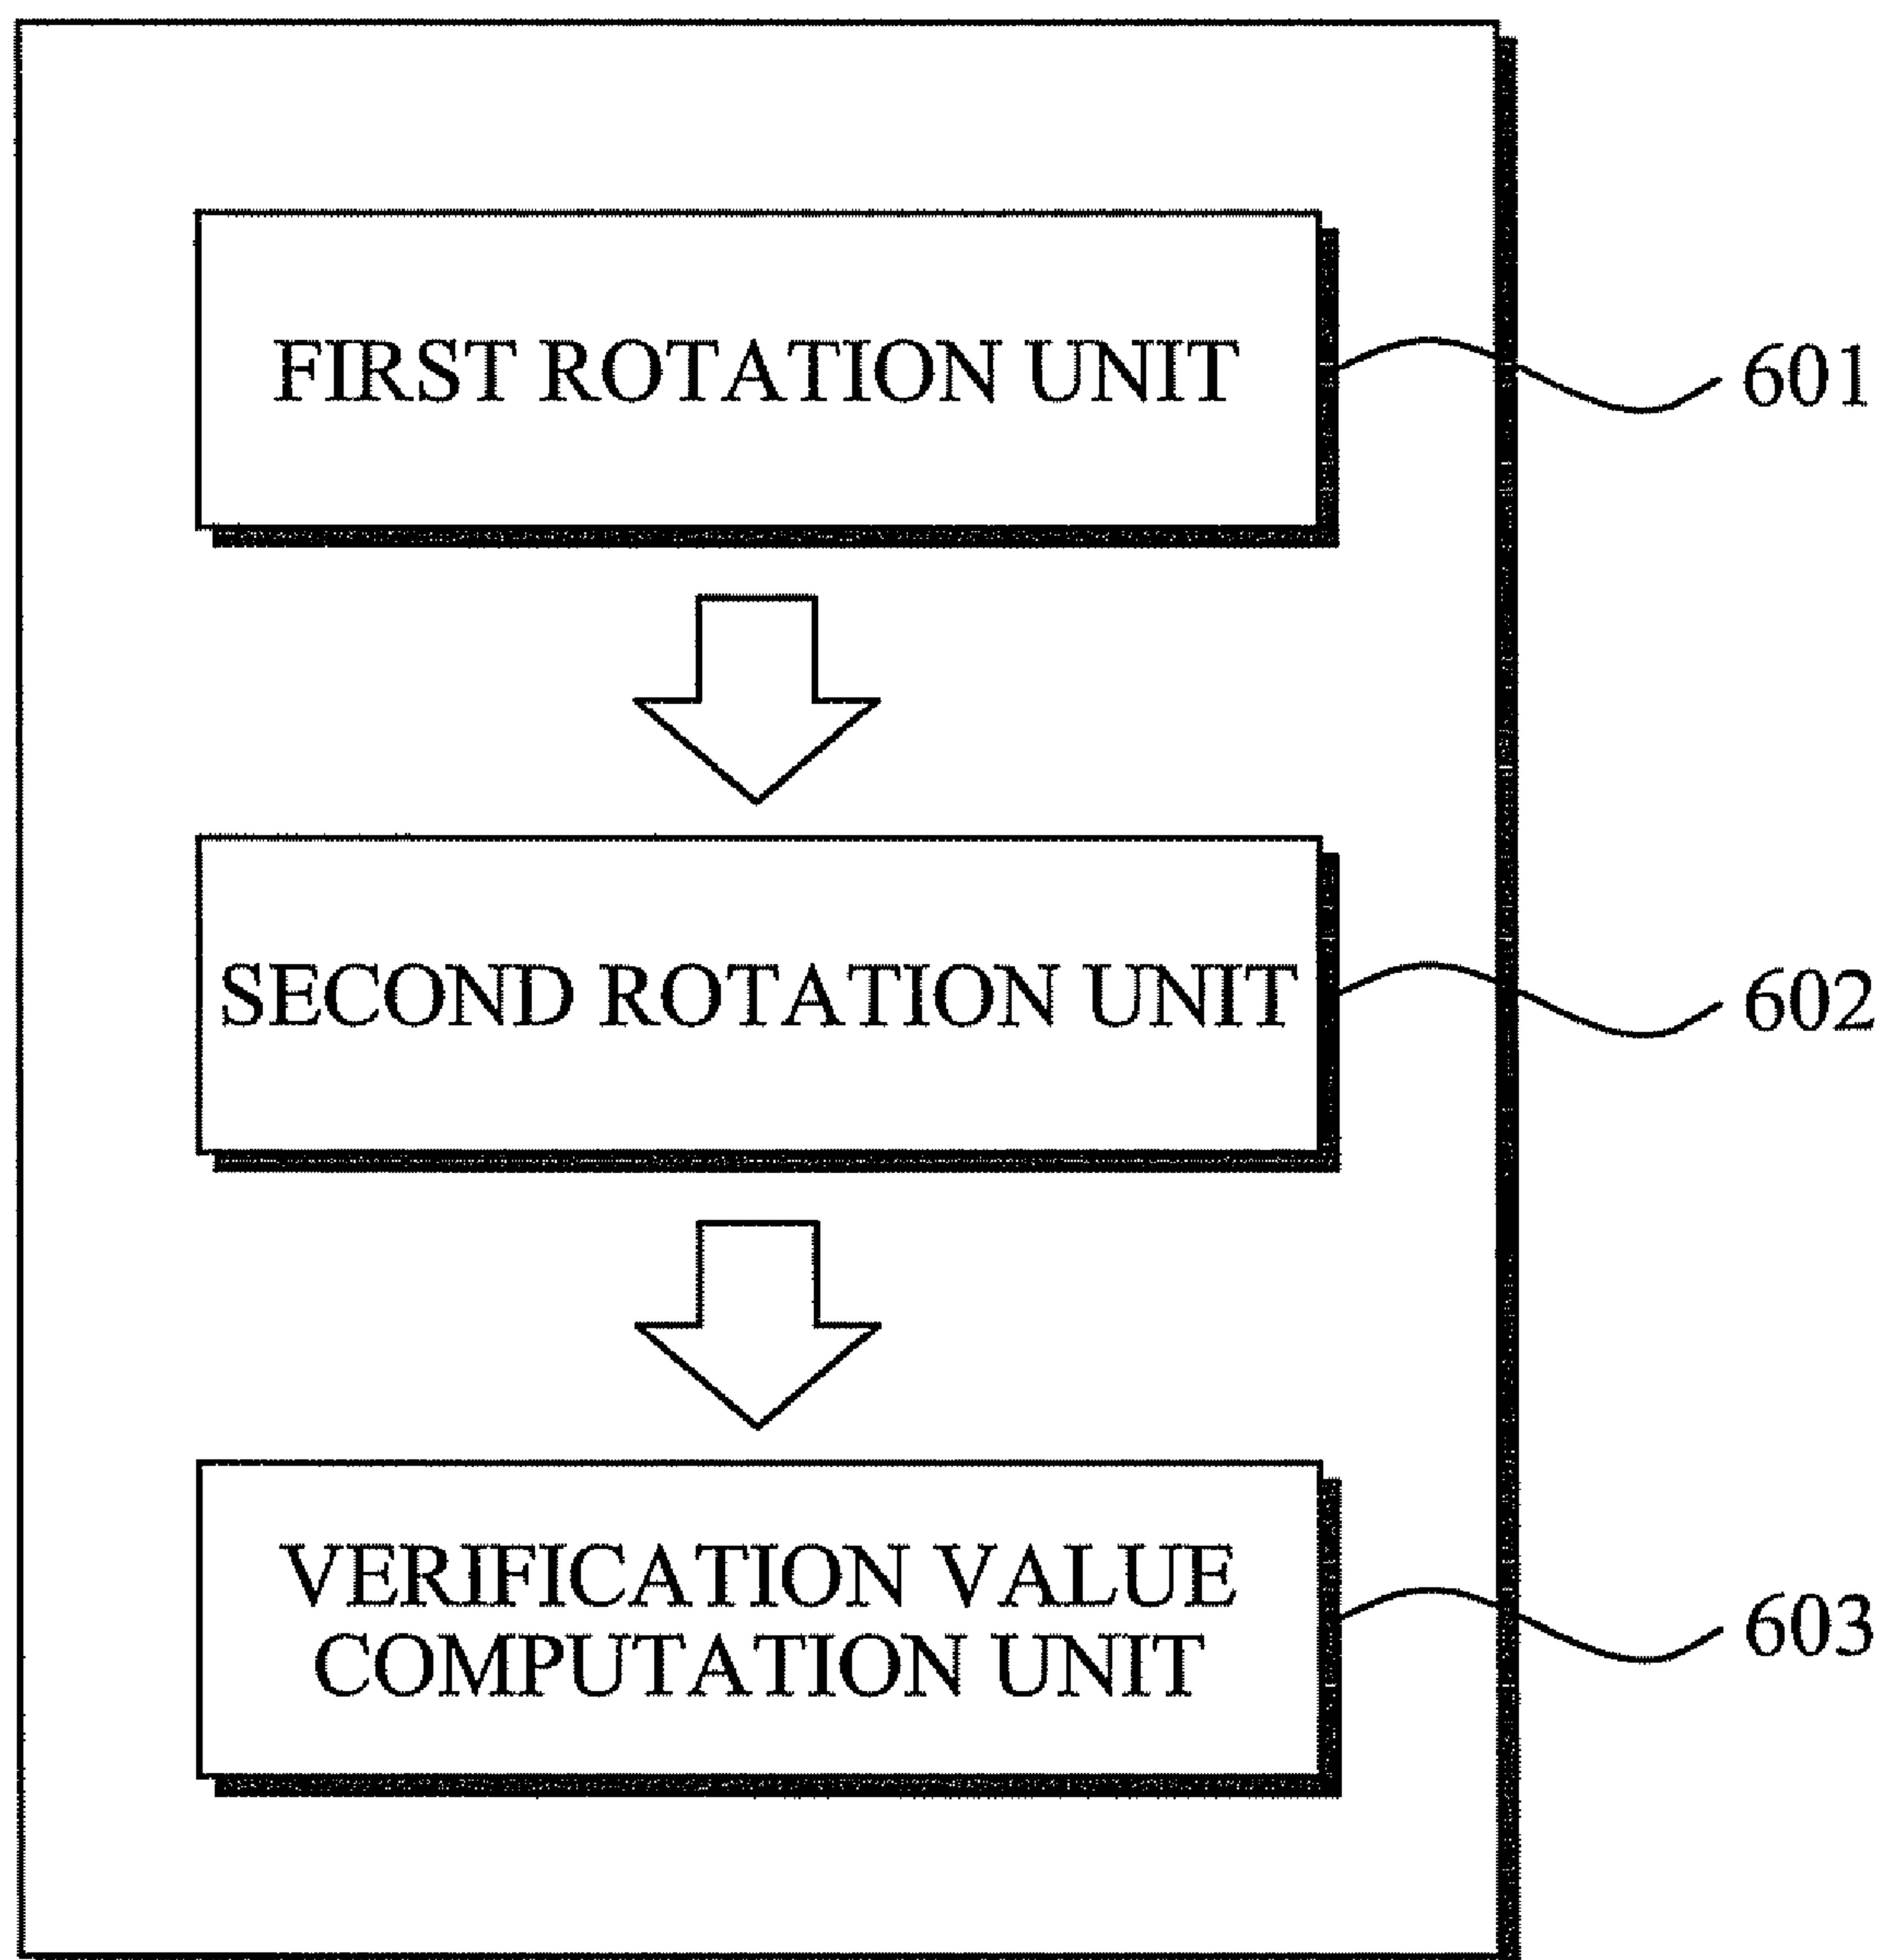 FIRST ROTATION UNIT
601
SECOND ROTATION UNIT
602
VERIFICATION VALUE
COMPUTATION UNIT
603